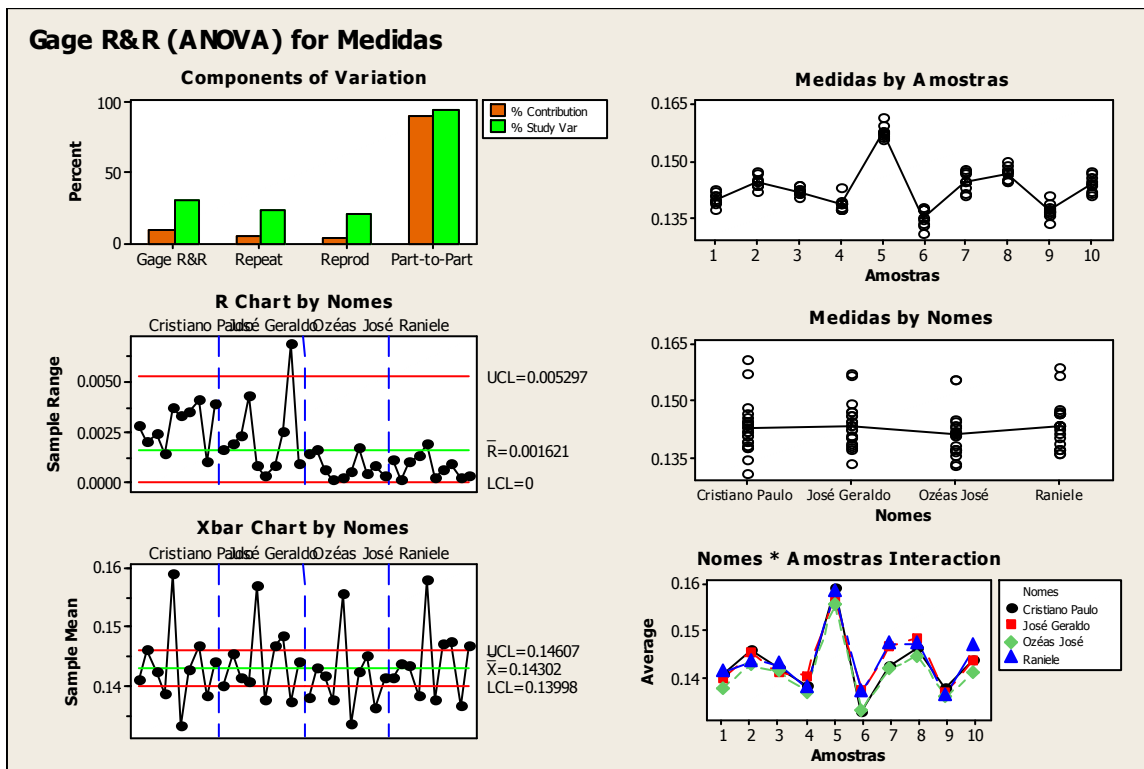 Gage R&R (ANOVA) for Medidas
Components of Variation
100
50
0
Percent
Gage R&R Repeat Reprod Part-to-Part
% Contribution
% Study Var
R Chart by Nomes
Cristiano Paulo José Geraldo Ozéas José Raniele
0.0050
0.0025
0.0000
Sample Range
UCL=0.005297
R=0.001621
LCL=0
Xbar Chart by Nomes
Cristiano Paulo José Geraldo Ozéas José Raniele
0.16
0.15
0.14
Sample Mean
UCL=0.14607
X=0.14302
LCL=0.13998
Medidas by Amostras
0.165
0.150
0.135
1 2 3 4 5 6 7 8 9 10
Amostras
Medidas by Nomes
0.165
0.150
0.135
Cristiano Paulo José Geraldo Ozéas José Raniele
Nomes
Nomes * Amostras Interaction
0.16
0.15
0.14
Average
1 2 3 4 5 6 7 8 9 10
Amostras
Nomes
Cristiano Paulo
José Geraldo
Ozéas José
Raniele